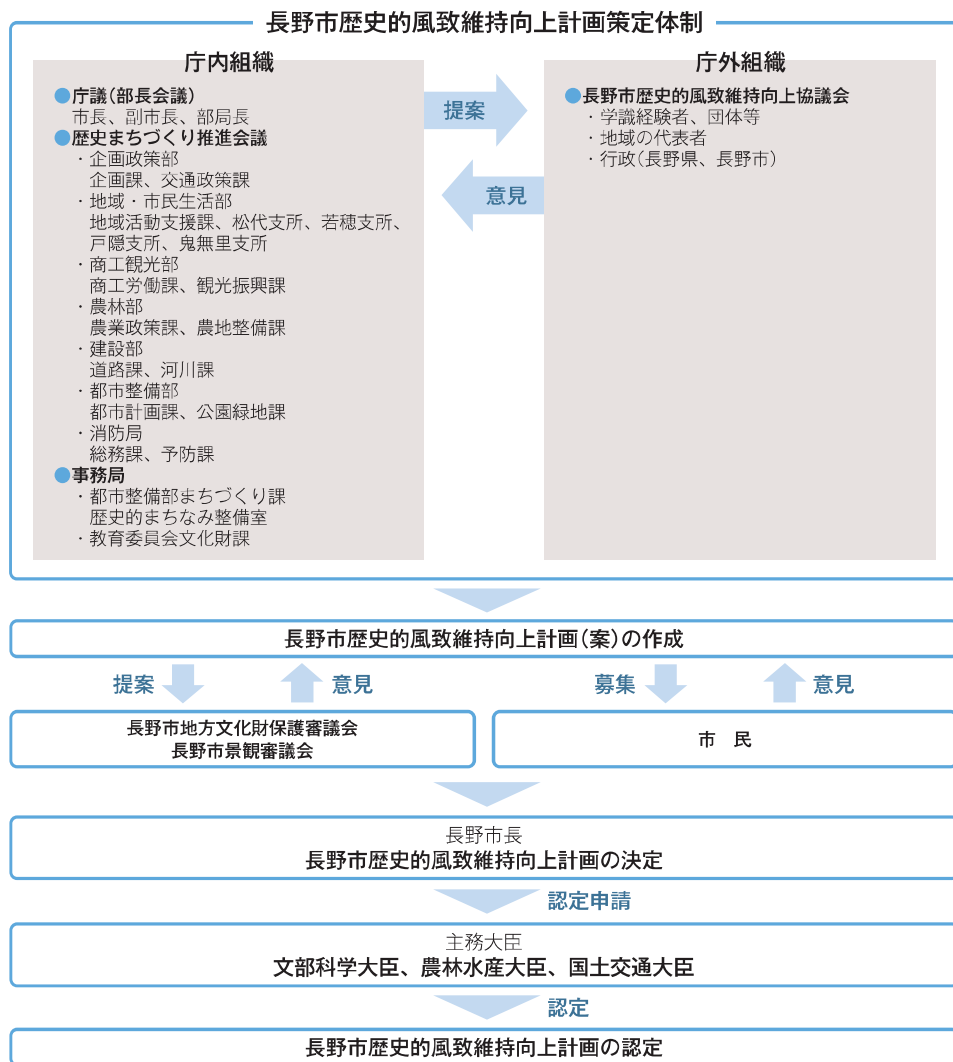 長野市歴史的風致維持向上計画策定体制
庁内組織
●庁議（部長会議）
市長、副市長、部局長
●歴史まちづくり推進会議
・企画政策部
企画課、交通政策課
・地域・市民生活部
地域活動支援課、松代支所、若穂支所、
戸隠支所、鬼無里支所
・商工観光部
商工労働課、観光振興課
・農林部
農業政策課、農地整備課
・建設部
道路課、河川課
・都市整備部
都市計画課、公園緑地課
・消防局
総務課、予防課
●事務局
・都市整備部まちづくり課
歴史的まちなみ整備室
・教育委員会文化財課
提案
意見
庁外組織
●長野市歴史的風致維持向上協議会
・学識経験者、団体等
・地域の代表者
・行政（長野県、長野市）
長野市歴史的風致維持向上計画（案）の作成
提案
意見
募集
意見
長野市地方文化財保護審議会
長野市景観審議会
市　民
長野市長
長野市歴史的風致維持向上計画の決定
認定申請
主務大臣
文部科学大臣、農林水産大臣、国土交通大臣
認定
長野市歴史的風致維持向上計画の認定